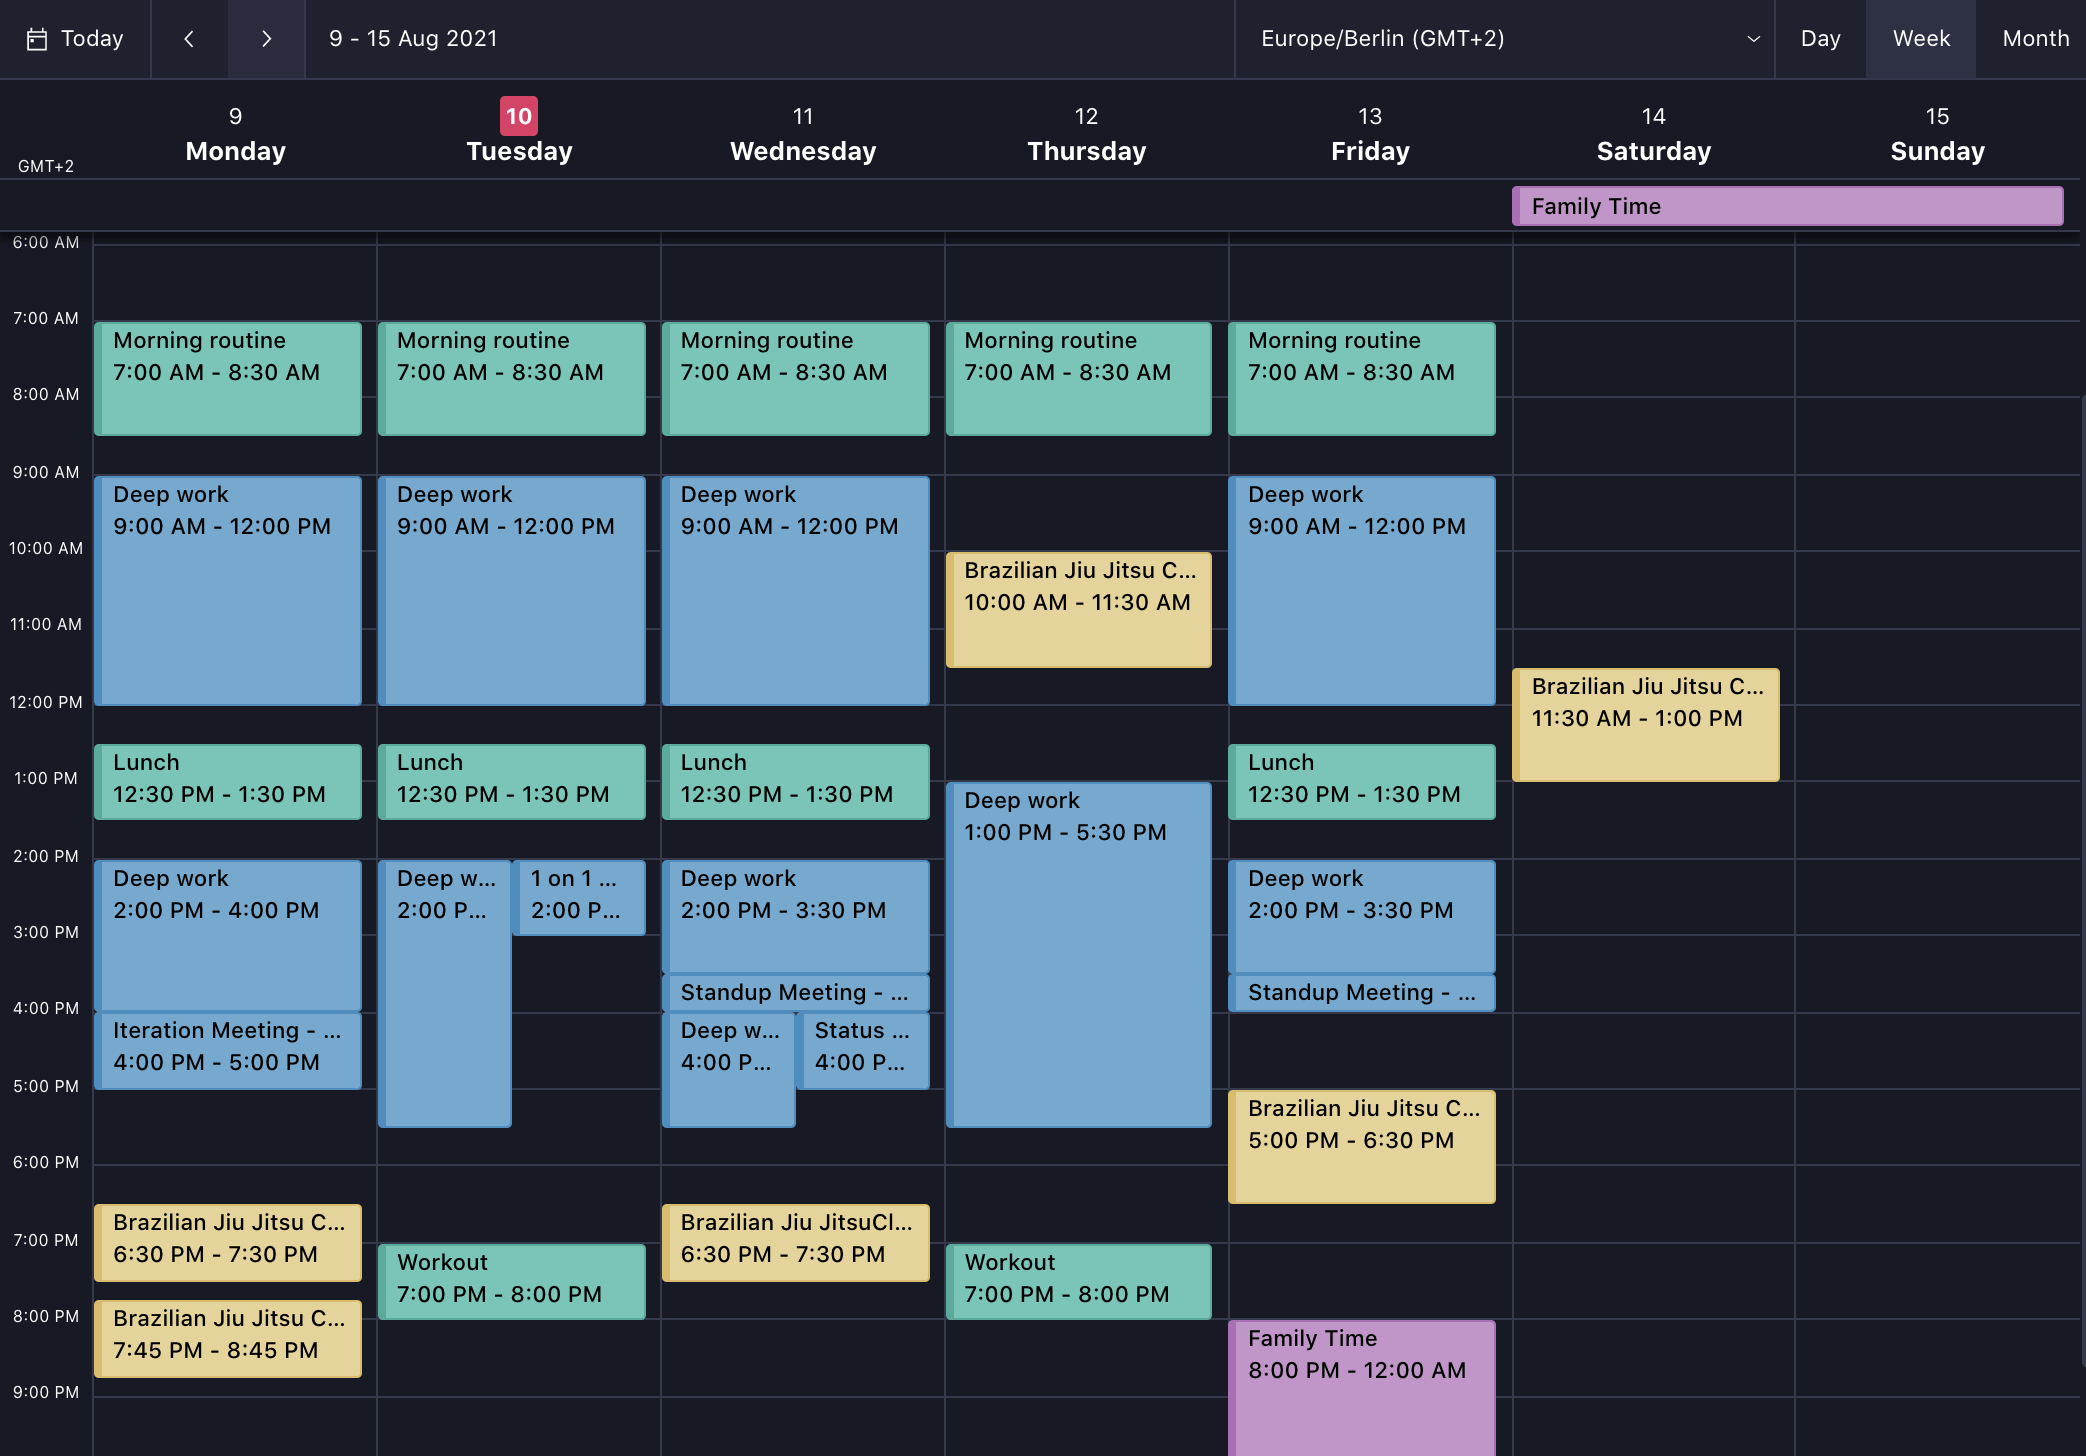 Today
9 - 15 Aug 2021
Europe/Berlin (GMT+2)
Day
Week
Month
GMT+2
9
Monday
10
Tuesday
11
Wednesday
12
Thursday
13
Friday
14
Saturday
15
Sunday
Family Time
6:00 AM
7:00 AM
8:00 AM
9:00 AM
10:00 AM
11:00 AM
12:00 PM
1:00 PM
2:00 PM
3:00 PM
4:00 PM
5:00 PM
6:00 PM
7:00 PM
8:00 PM
9:00 PM
Morning routine
7:00 AM - 8:30 AM
Deep work
9:00 AM - 12:00 PM
Lunch
12:30 PM - 1:30 PM
Deep work
2:00 PM - 4:00 PM
Iteration Meeting - ...
4:00 PM - 5:00 PM
Brazilian Jiu Jitsu C...
6:30 PM - 7:30 PM
Brazilian Jiu Jitsu C...
7:45 PM - 8:45 PM
Morning routine
7:00 AM - 8:30 AM
Deep work
9:00 AM - 12:00 PM
Lunch
12:30 PM - 1:30 PM
Deep w...
2:00 P...
1 on 1 ...
2:00 P...
Workout
7:00 PM - 8:00 PM
Morning routine
7:00 AM - 8:30 AM
Deep work
9:00 AM - 12:00 PM
Lunch
12:30 PM - 1:30 PM
Deep work
2:00 PM - 3:30 PM
Standup Meeting - ...
Deep w...
4:00 P...
Status ...
4:00 P...
Brazilian Jiu JitsuCl...
6:30 PM - 7:30 PM
Morning routine
7:00 AM - 8:30 AM
Brazilian Jiu Jitsu C...
10:00 AM - 11:30 AM
Deep work
1:00 PM - 5:30 PM
Workout
7:00 PM - 8:00 PM
Morning routine
7:00 AM - 8:30 AM
Deep work
9:00 AM - 12:00 PM
Lunch
12:30 PM - 1:30 PM
Deep work
2:00 PM - 3:30 PM
Standup Meeting - ...
Brazilian Jiu Jitsu C...
5:00 PM - 6:30 PM
Family Time
8:00 PM - 12:00 AM
Brazilian Jiu Jitsu C...
11:30 AM - 1:00 PM